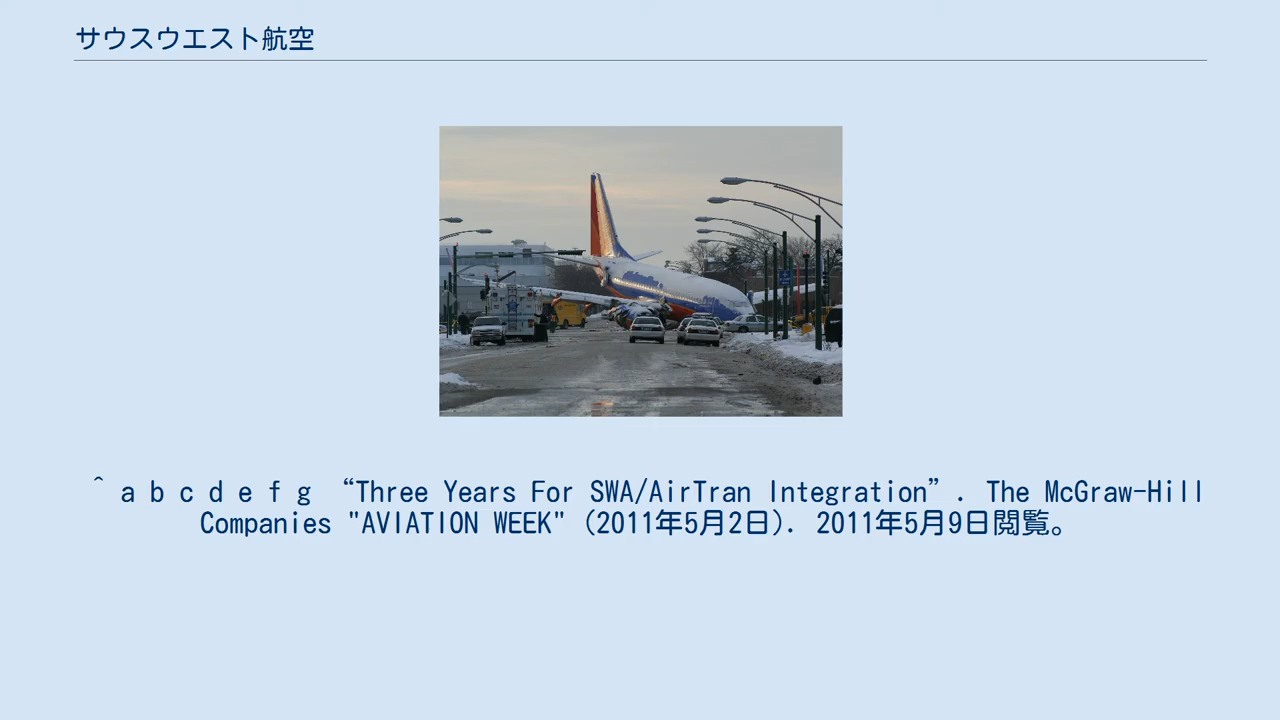 サウスウエスト航空
^ a b c d e f g “Three Years For SWA/AirTran Integration”. The McGraw-Hill
Companies "AVIATION WEEK" (2011年5月2日). 2011年5月9日閲覧。